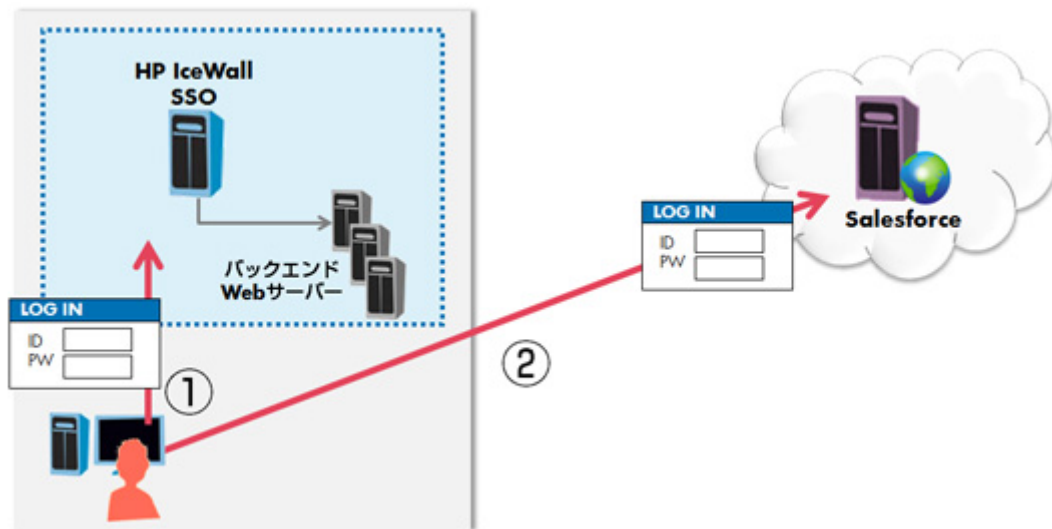 HP IceWall
SSO
バックエンド
Webサーバー
LOG IN
ID
PW
①
②
LOG IN
ID
PW
Salesforce